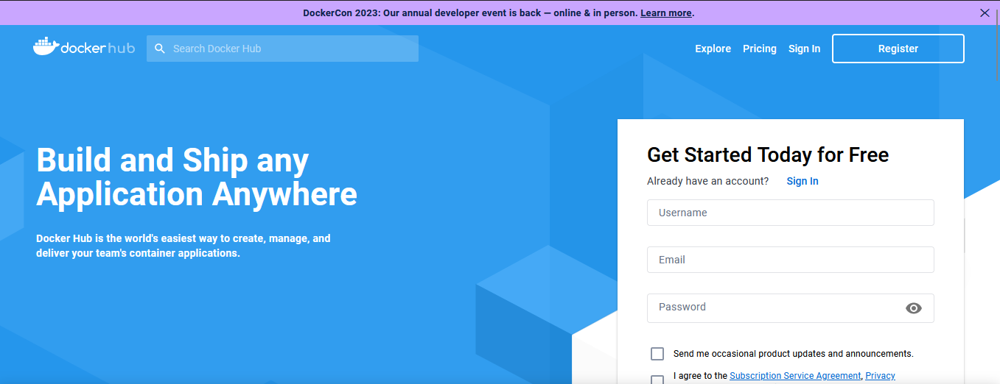 DockerCon 2023: Our annual developer event is back — online & in person. Learn more.
dockerhub
Search Docker Hub
Explore
Pricing
Sign In
Register
Build and Ship any
Application Anywhere
Docker Hub is the world's easiest way to create, manage, and
deliver your team's container applications.
Get Started Today for Free
Already have an account? Sign In
Username
Email
Password
Send me occasional product updates and announcements.
I agree to the Subscription Service Agreement, Privacy